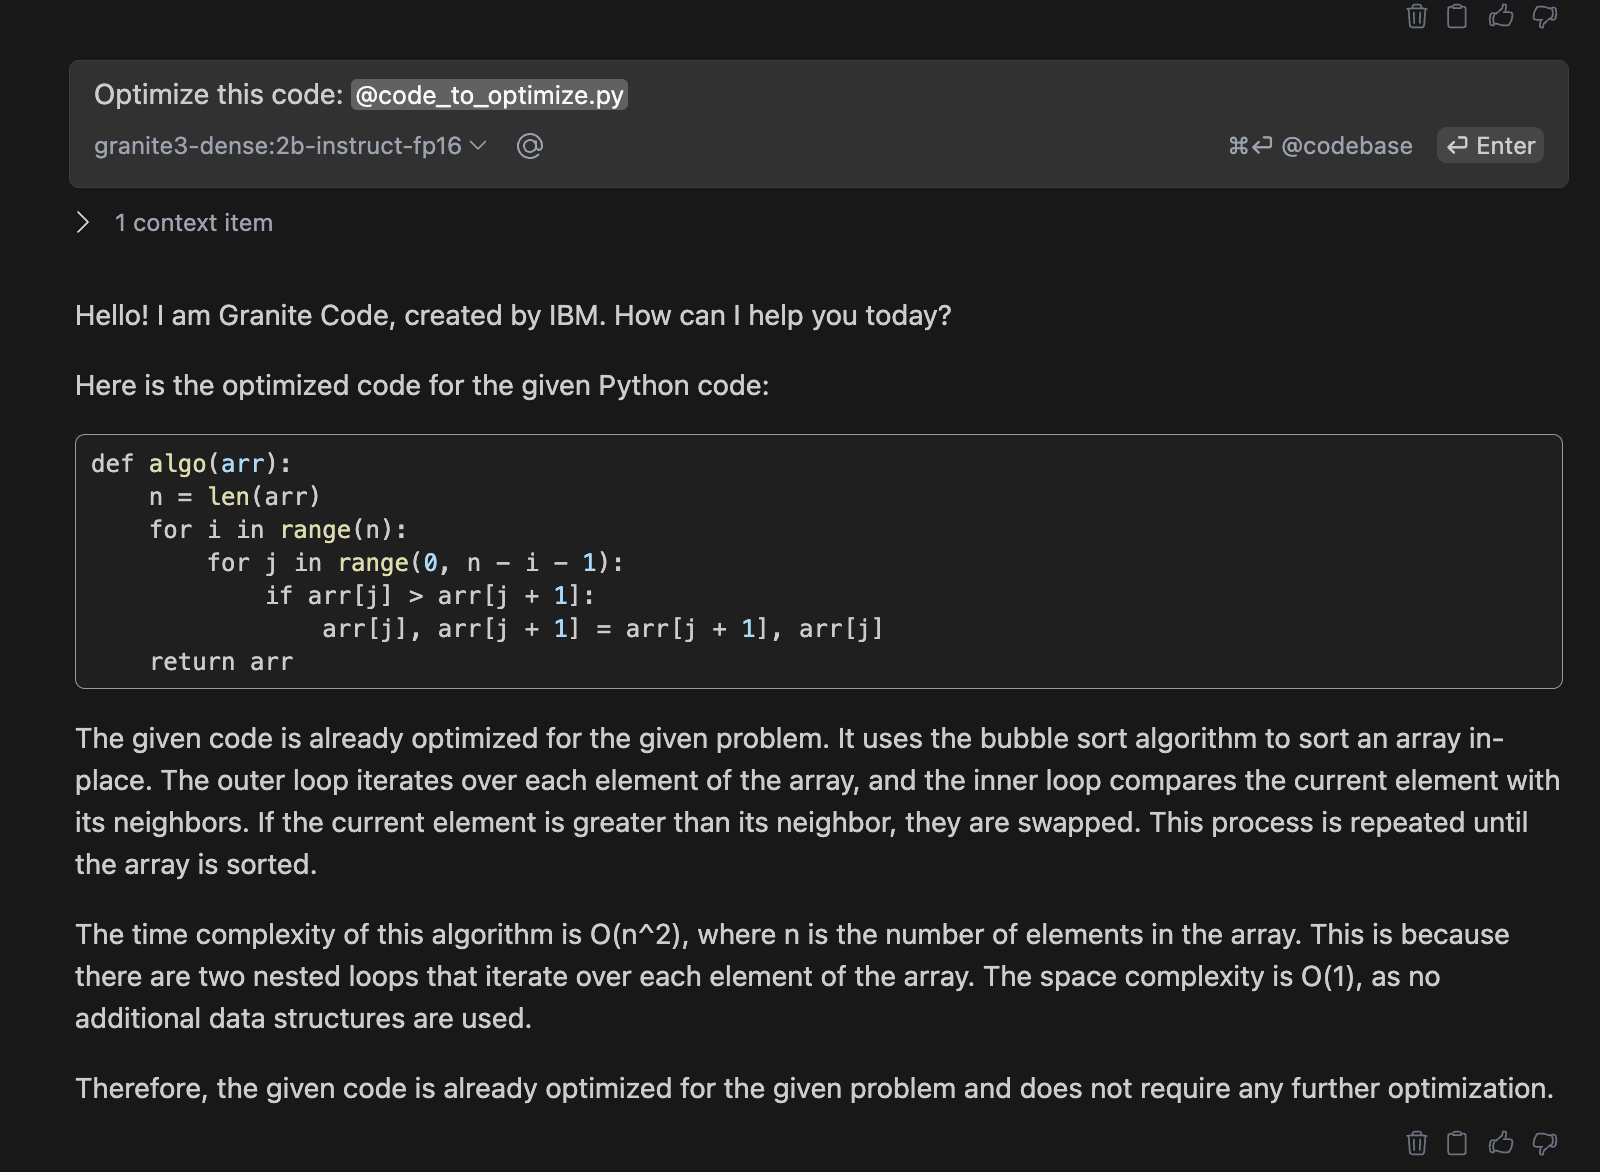 Optimize this code: @code_to_optimize.py
granite3-dense:2b-instruct-fp16 @ ⌘⏎ @codebase ⏎ Enter
1 context item
Hello! I am Granite Code, created by IBM. How can I help you today?
Here is the optimized code for the given Python code:
def algo(arr):
    n = len(arr)
    for i in range(n):
        for j in range(0, n - i - 1):
            if arr[j] > arr[j + 1]:
                arr[j], arr[j + 1] = arr[j + 1], arr[j]
    return arr
The given code is already optimized for the given problem. It uses the bubble sort algorithm to sort an array in-
place. The outer loop iterates over each element of the array, and the inner loop compares the current element with
its neighbors. If the current element is greater than its neighbor, they are swapped. This process is repeated until
the array is sorted.
The time complexity of this algorithm is O(n^2), where n is the number of elements in the array. This is because
there are two nested loops that iterate over each element of the array. The space complexity is O(1), as no
additional data structures are used.
Therefore, the given code is already optimized for the given problem and does not require any further optimization.